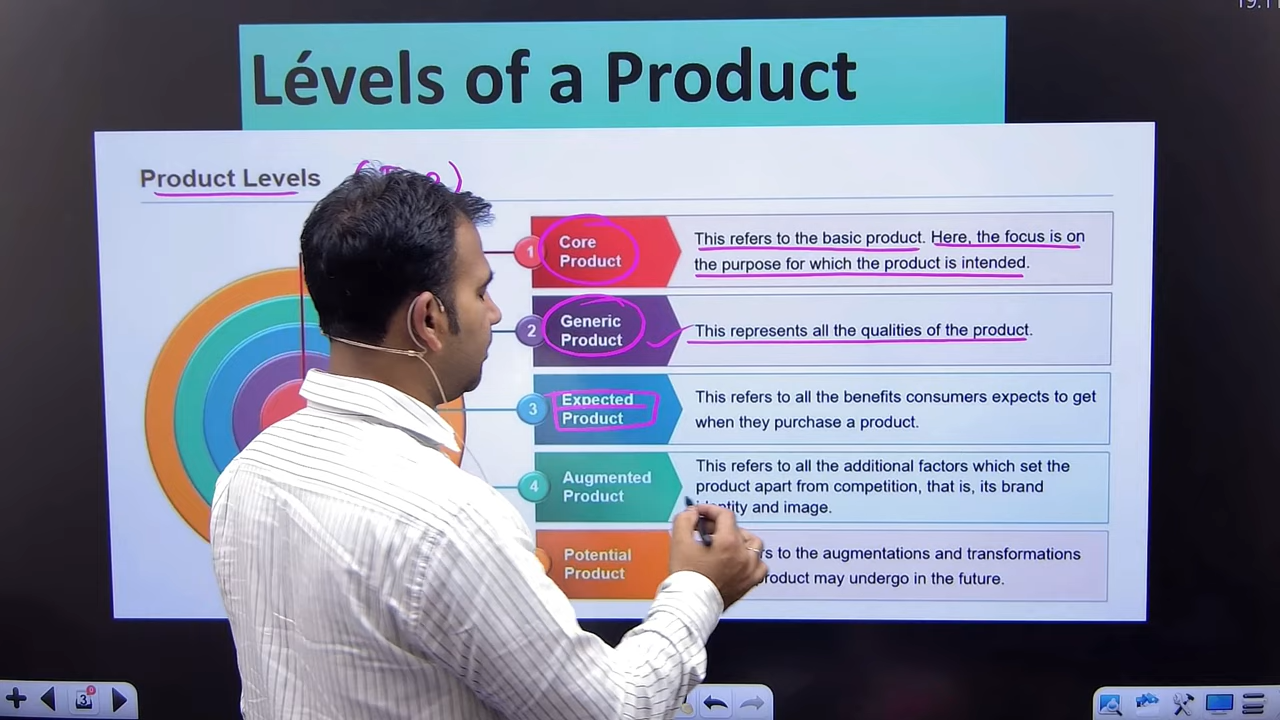 19:1
Lévels of a Product
Product Levels
1
Core
Product
This refers to the basic product. Here, the focus is on
the purpose for which the product is intended.
2
Generic
Product
This represents all the qualities of the product.
3
Expected
Product
This refers to all the benefits consumers expects to get
when they purchase a product.
4
Augmented
Product
This refers to all the additional factors which set the
product apart from competition, that is, its brand
identity and image.
Potential
Product
to the augmentations and transformations
product may undergo in the future.
3